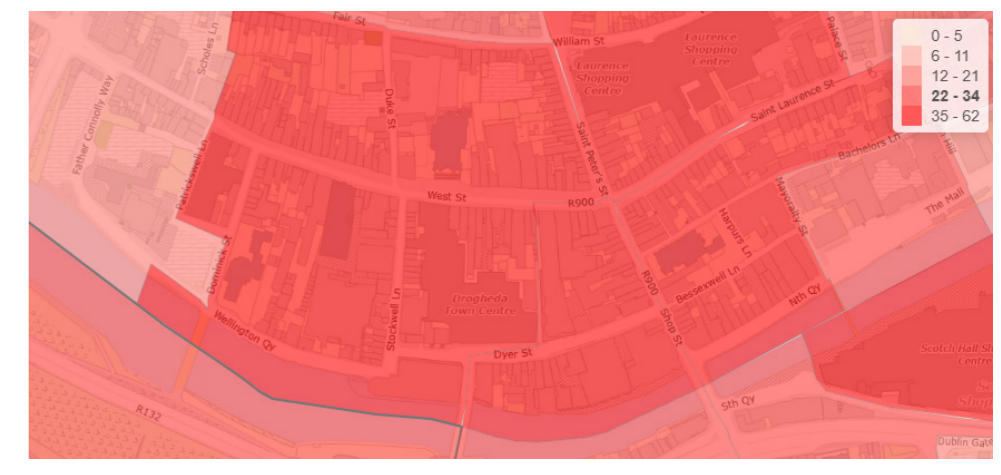 Fair St
William St
Laurence
Shopping
Centre
Laurence
Shopping
Centre
Palace St
0 - 5
6 - 11
12 - 21
22 - 34
35 - 62
Scholes Ln
Father Connolly Way
Duke St
Saint Peter's St
Saint Laurence St
Bachelors Ln
Hill
Patrickswell Ln
West St
R900
Mayoralty St
The Mall
Harpurs Ln
Dominick St
Bessexwell Ln
R900
Nth Qy
Drogheda
Town Centre
Stockwell Ln
Wellington Qy
Shop St
Dyer St
Scotch Hall Sh
Centre
Sth Qy
R132
Dublin Gate